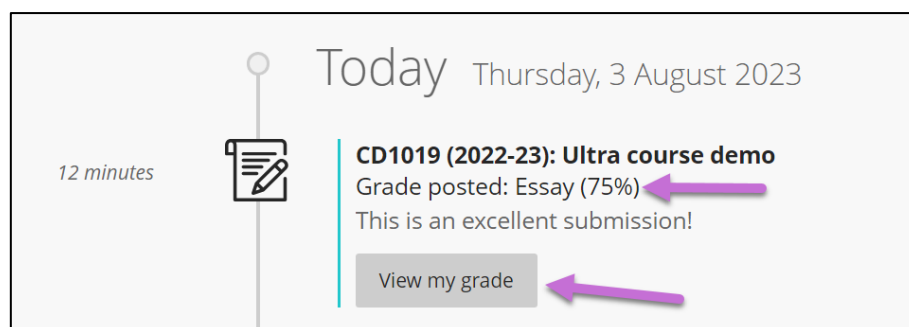 Today Thursday, 3 August 2023
12 minutes
CD1019 (2022-23): Ultra course demo
Grade posted: Essay (75%)
This is an excellent submission!
View my grade